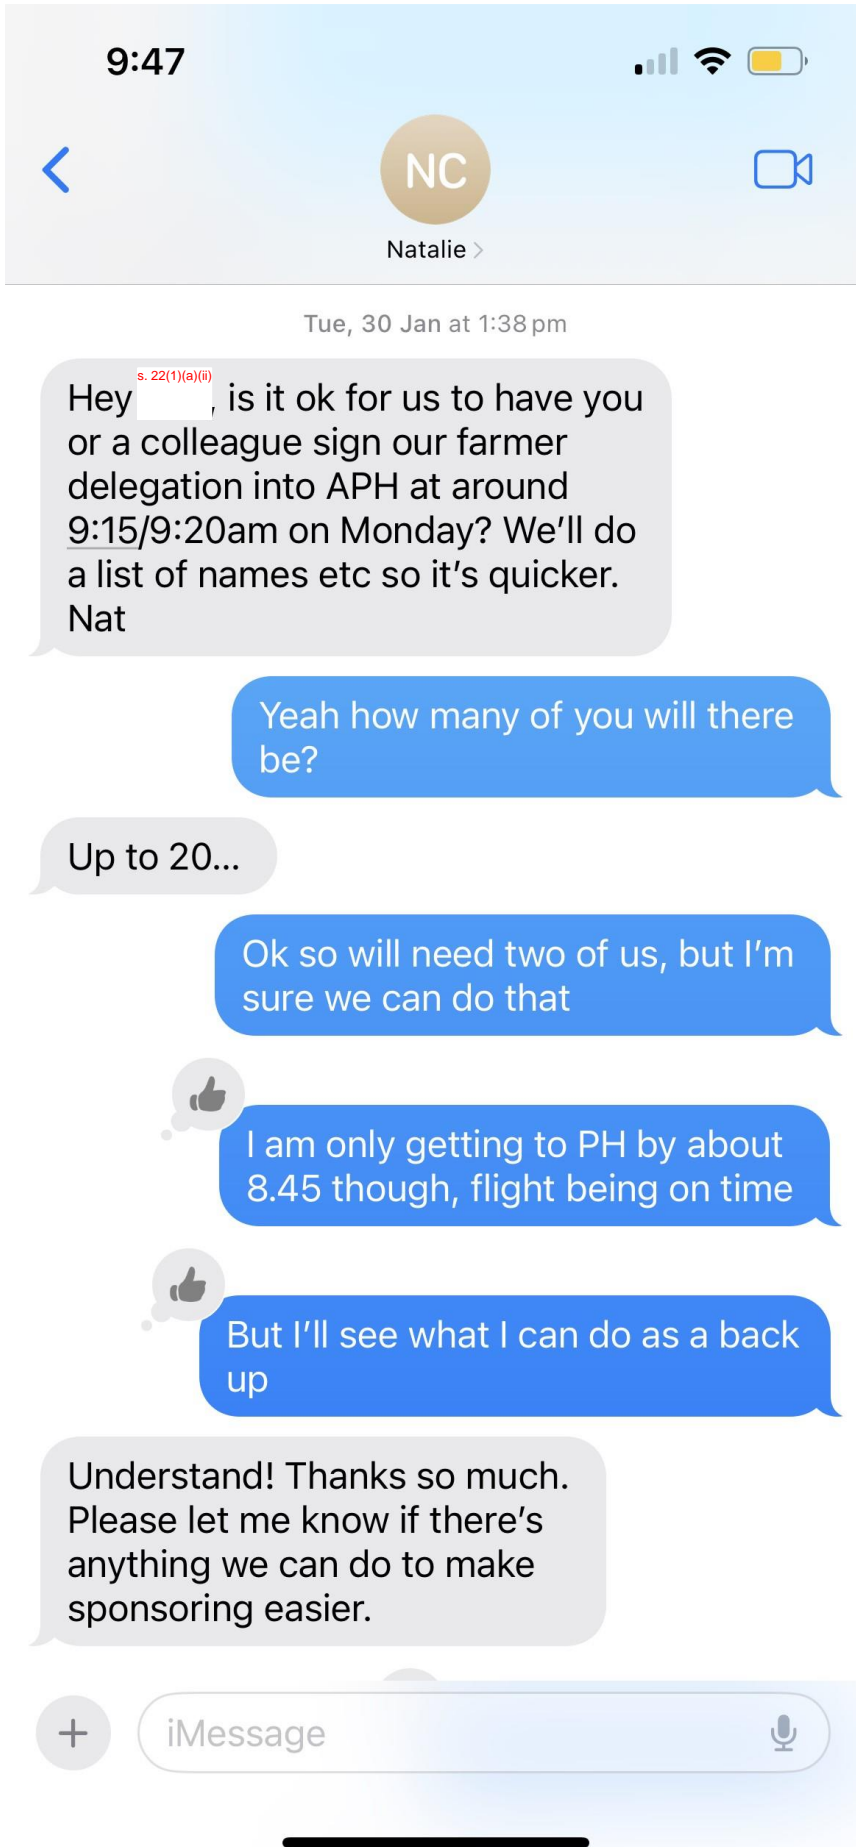 9:47
NC
Natalie
Tue, 30 Jan at 1:38 pm
s. 22(1)(a)(ii)
Hey , is it ok for us to have you
or a colleague sign our farmer
delegation into APH at around
9:15/9:20am on Monday? We'll do
a list of names etc so it's quicker.
Nat
Yeah how many of you will there
be?
Up to 20...
Ok so will need two of us, but I'm
sure we can do that
I am only getting to PH by about
8.45 though, flight being on time
But I'll see what I can do as a back
up
Understand! Thanks so much.
Please let me know if there's
anything we can do to make
sponsoring easier.
iMessage